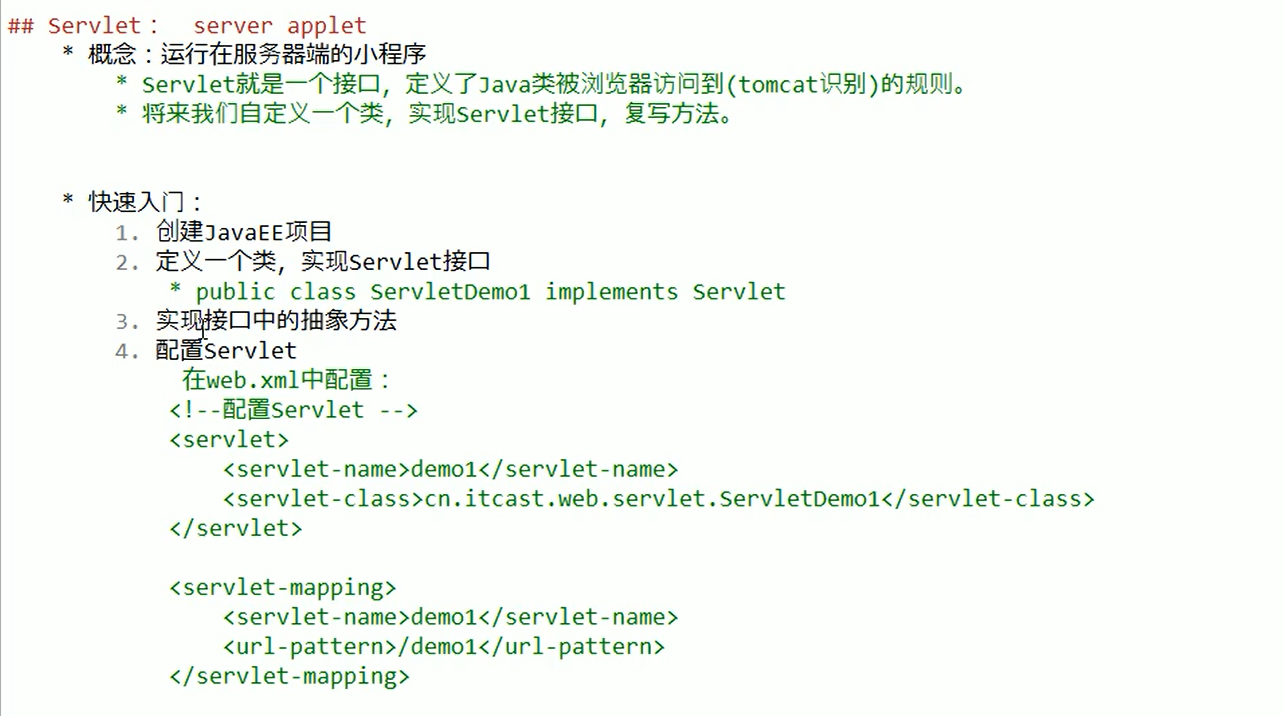 ## Servlet： server applet
* 概念：运行在服务器端的小程序
* Servlet就是一个接口，定义了Java类被浏览器访问到(tomcat识别)的规则。
* 将来我们自定义一个类，实现Servlet接口，复写方法。
* 快速入门：
1. 创建JavaEE项目
2. 定义一个类，实现Servlet接口
* public class ServletDemo1 implements Servlet
3. 实现接口中的抽象方法
4. 配置Servlet
在web.xml中配置：
<!--配置Servlet -->
<servlet>
<servlet-name>demo1</servlet-name>
<servlet-class>cn.itcast.web.servlet.ServletDemo1</servlet-class>
</servlet>
<servlet-mapping>
<servlet-name>demo1</servlet-name>
<url-pattern>/demo1</url-pattern>
</servlet-mapping>